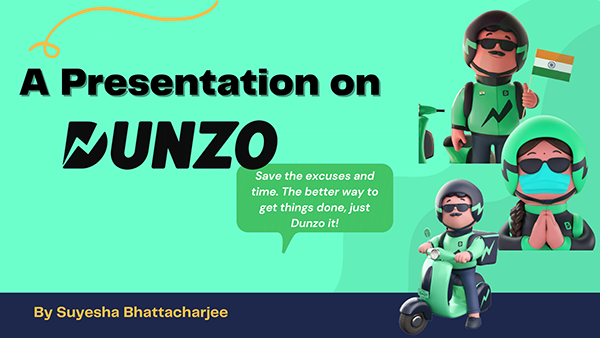 A Presentation on
DUNZO
Save the excuses and
time. The better way to
get things done, just
Dunzo it!
By Suyesha Bhattacharjee